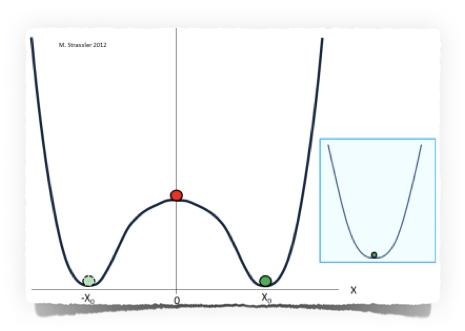 M. Strassler 2012
-X₀ 0 X₀ X